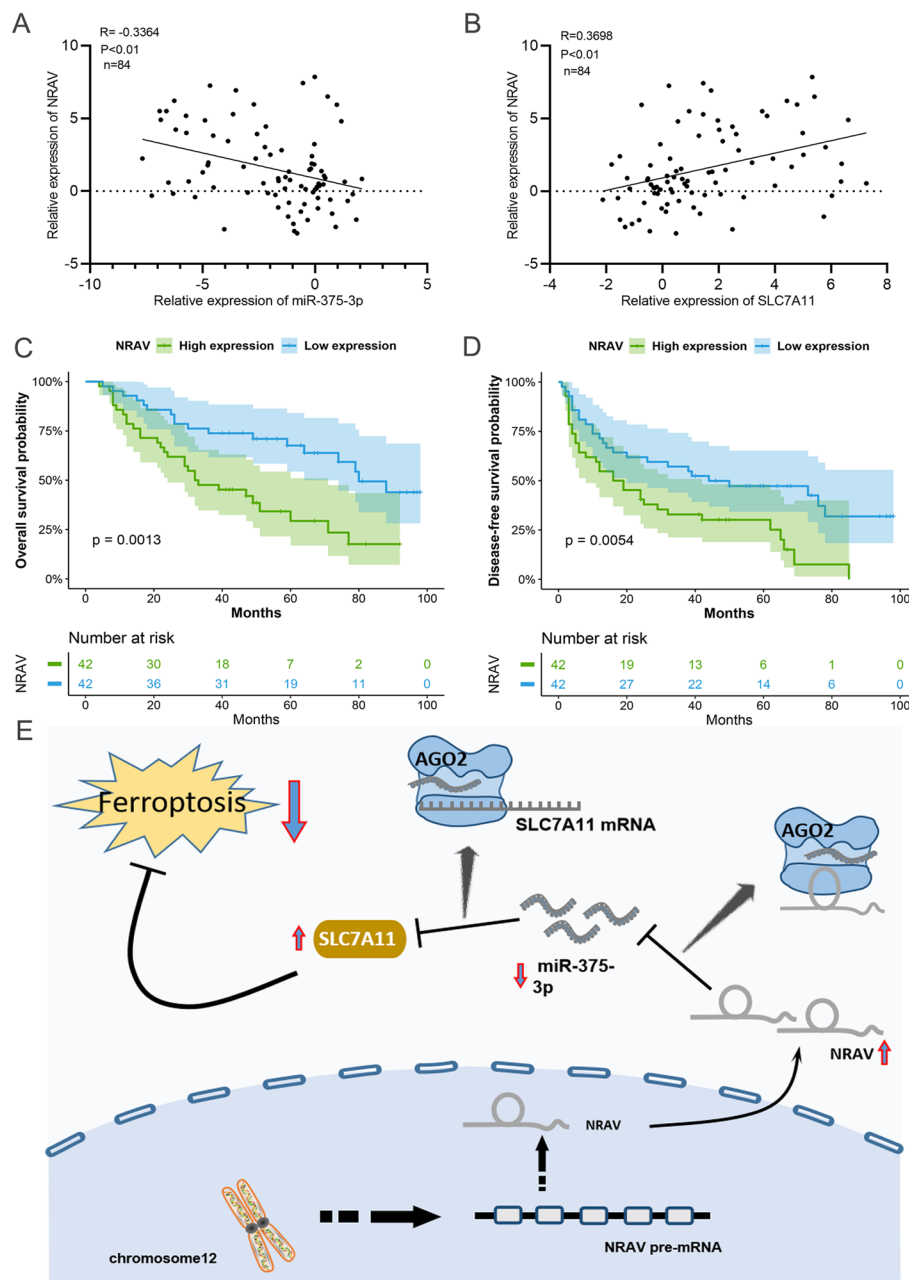 A
R= -0.3364
P<0.01
n=84
Relative expression of NRAV
10
5
0
-5
-10
-5
0
5
Relative expression of miR-375-3p
B
R=0.3698
P<0.01
n=84
Relative expression of NRAV
10
5
0
-5
-4
-2
0
2
4
6
8
Relative expression of SLC7A11
C
NRAV High expression Low expression
Overall survival probability
100%
75%
50%
25%
0%
p = 0.0013
0 20 40 60 80 100
Months
Number at risk
NRAV
42 30 18 7 2 0
42 36 31 19 11 0
0 20 40 60 80 100
Months
D
NRAV High expression Low expression
Disease-free survival probability
100%
75%
50%
25%
0%
p = 0.0054
0 20 40 60 80 100
Months
Number at risk
NRAV
42 19 13 6 1 0
42 27 22 14 6 0
0 20 40 60 80 100
Months
E
Ferroptosis
AGO2
SLC7A11 mRNA
AGO2
SLC7A11
miR-375-
3p
NRAV
NRAV
chromosome12
NRAV pre-mRNA